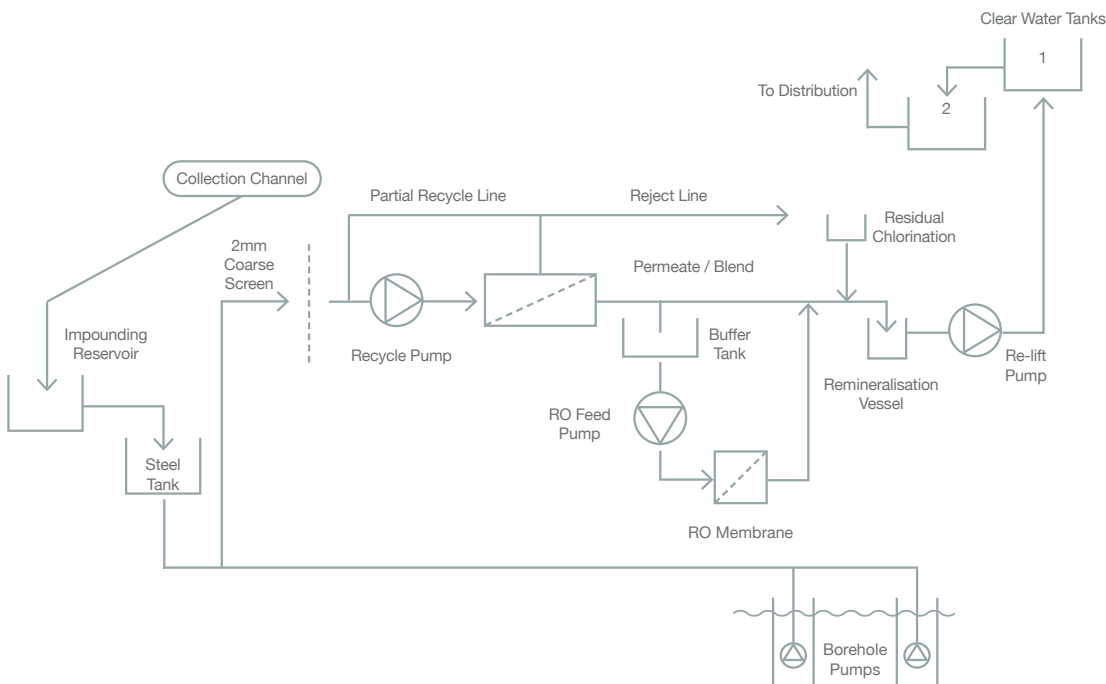 Clear Water Tanks
1
To Distribution
2
Collection Channel
Partial Recycle Line
Reject Line
Residual
Chlorination
2mm
Coarse
Screen
Permeate / Blend
Impounding
Reservoir
Recycle Pump
Buffer
Tank
Re-lift
Pump
Remineralisation
Vessel
RO Feed
Pump
Steel
Tank
RO Membrane
Borehole
Pumps